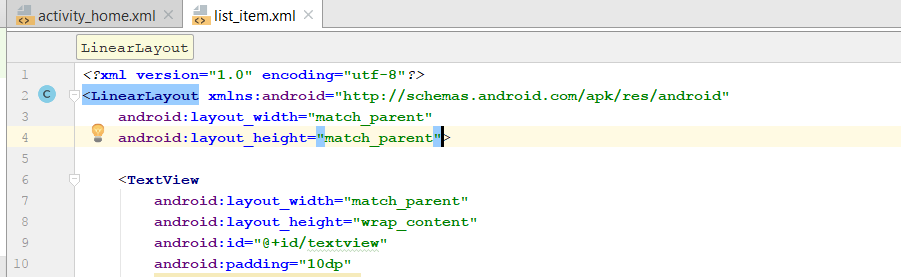 activity_home.xml × list_item.xml ×
LinearLayout
1 <?xml version="1.0" encoding="utf-8"?>
2 C <LinearLayout xmlns:android="http://schemas.android.com/apk/res/android"
3 android:layout_width="match_parent"
4 android:layout_height="match_parent">
5
6 <TextView
7 android:layout_width="match_parent"
8 android:layout_height="wrap_content"
9 android:id="@+id/textview"
10 android:padding="10dp"